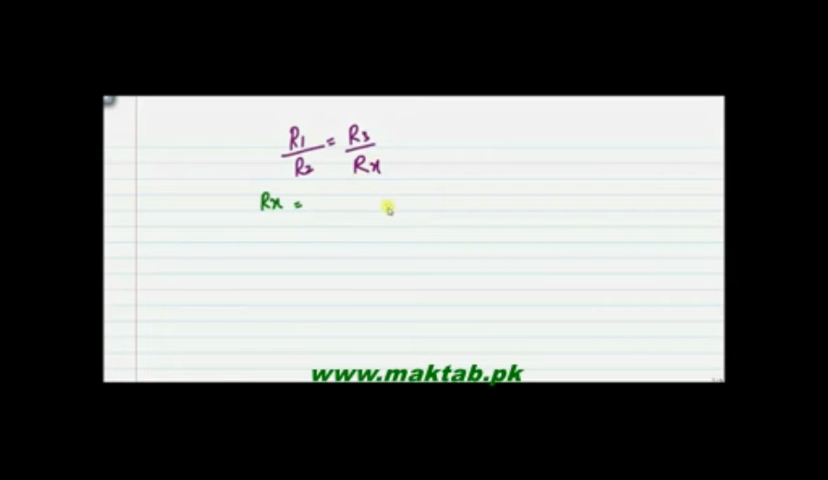 R1/R2 = R3/Rx
Rx =
www.maktab.pk